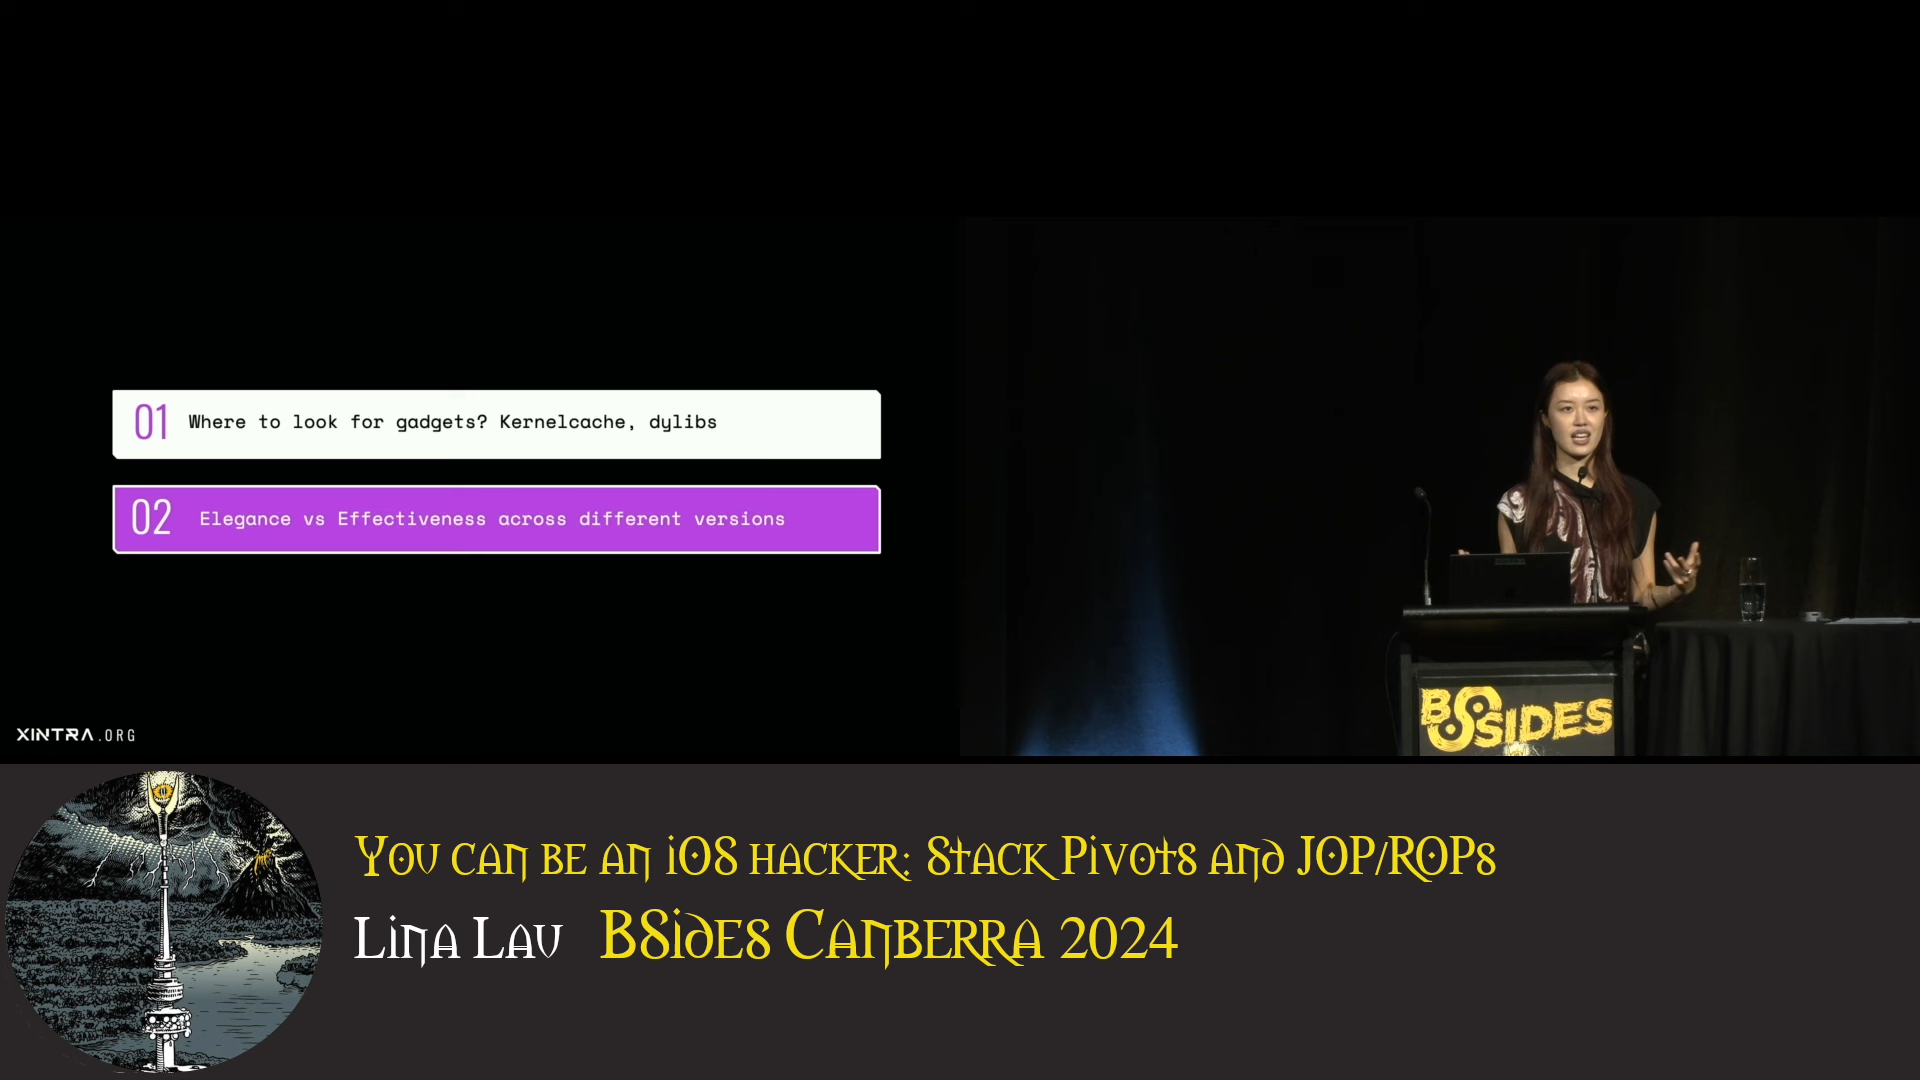 01 Where to look for gadgets? Kernelcache, dylibs
02 Elegance vs Effectiveness across different versions
XINTRA.ORG
BSIDES
You can be an iOS hacker: Stack Pivots and JOP/ROPs
Lina Lau BSides Canberra 2024